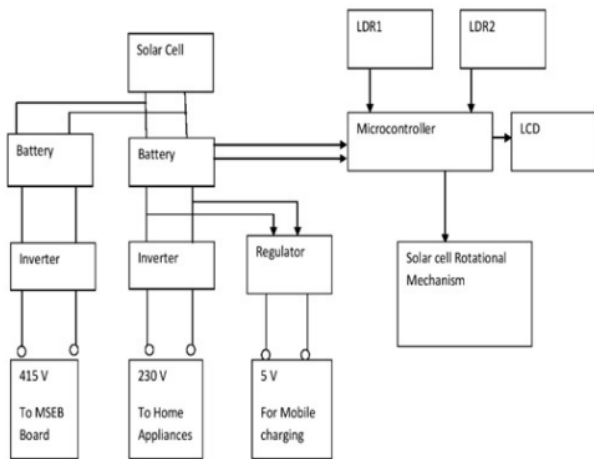 LDR1
LDR2
Solar Cell
Battery
Battery
Microcontroller
LCD
Inverter
Inverter
Regulator
Solar cell Rotational
Mechanism
415 V
To MSEB
Board
230 V
To Home
Appliances
5 V
For Mobile
charging